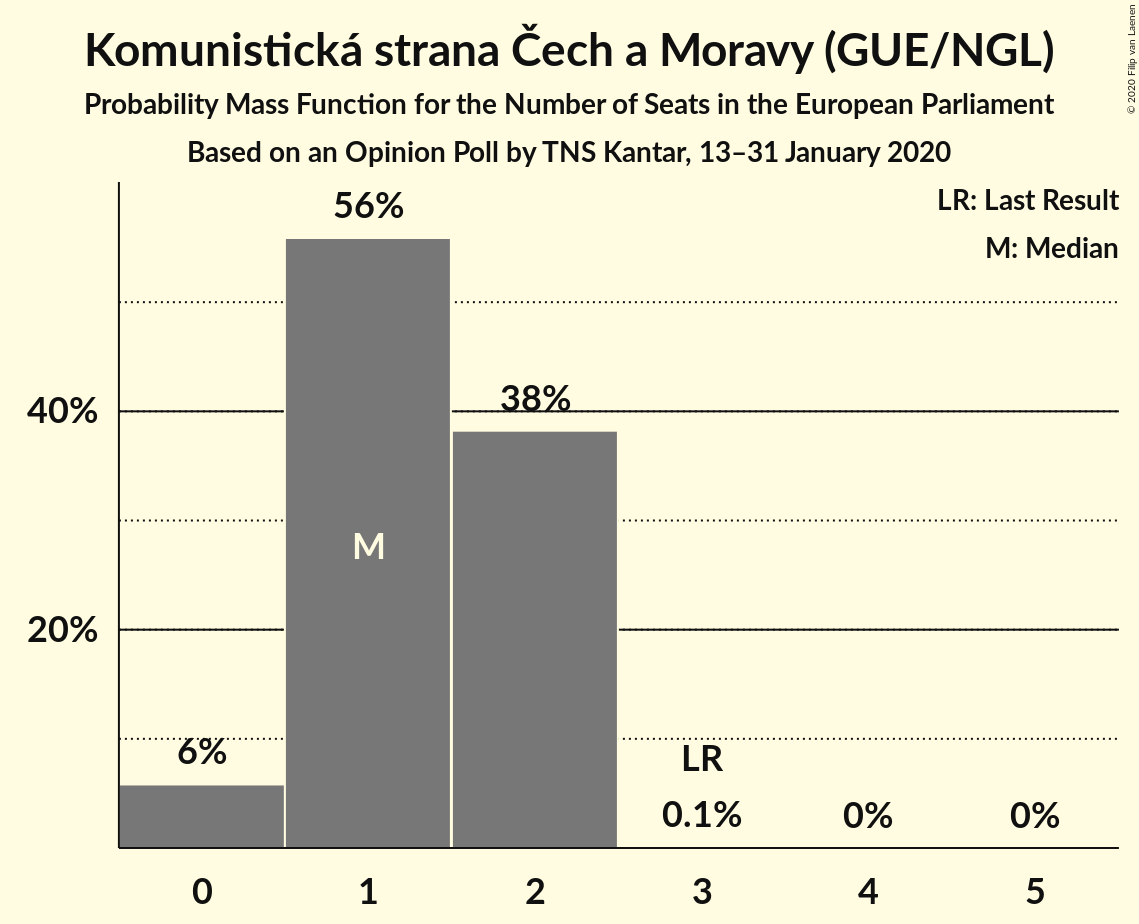 Komunistická strana Čech a Moravy (GUE/NGL)
Probability Mass Function for the Number of Seats in the European Parliament
Based on an Opinion Poll by TNS Kantar, 13–31 January 2020
© 2020 Filip van Laenen
LR: Last Result
M: Median
56%
38%
40%
M
20%
6%
LR
0.1%
0%
0%
0
1
2
3
4
5